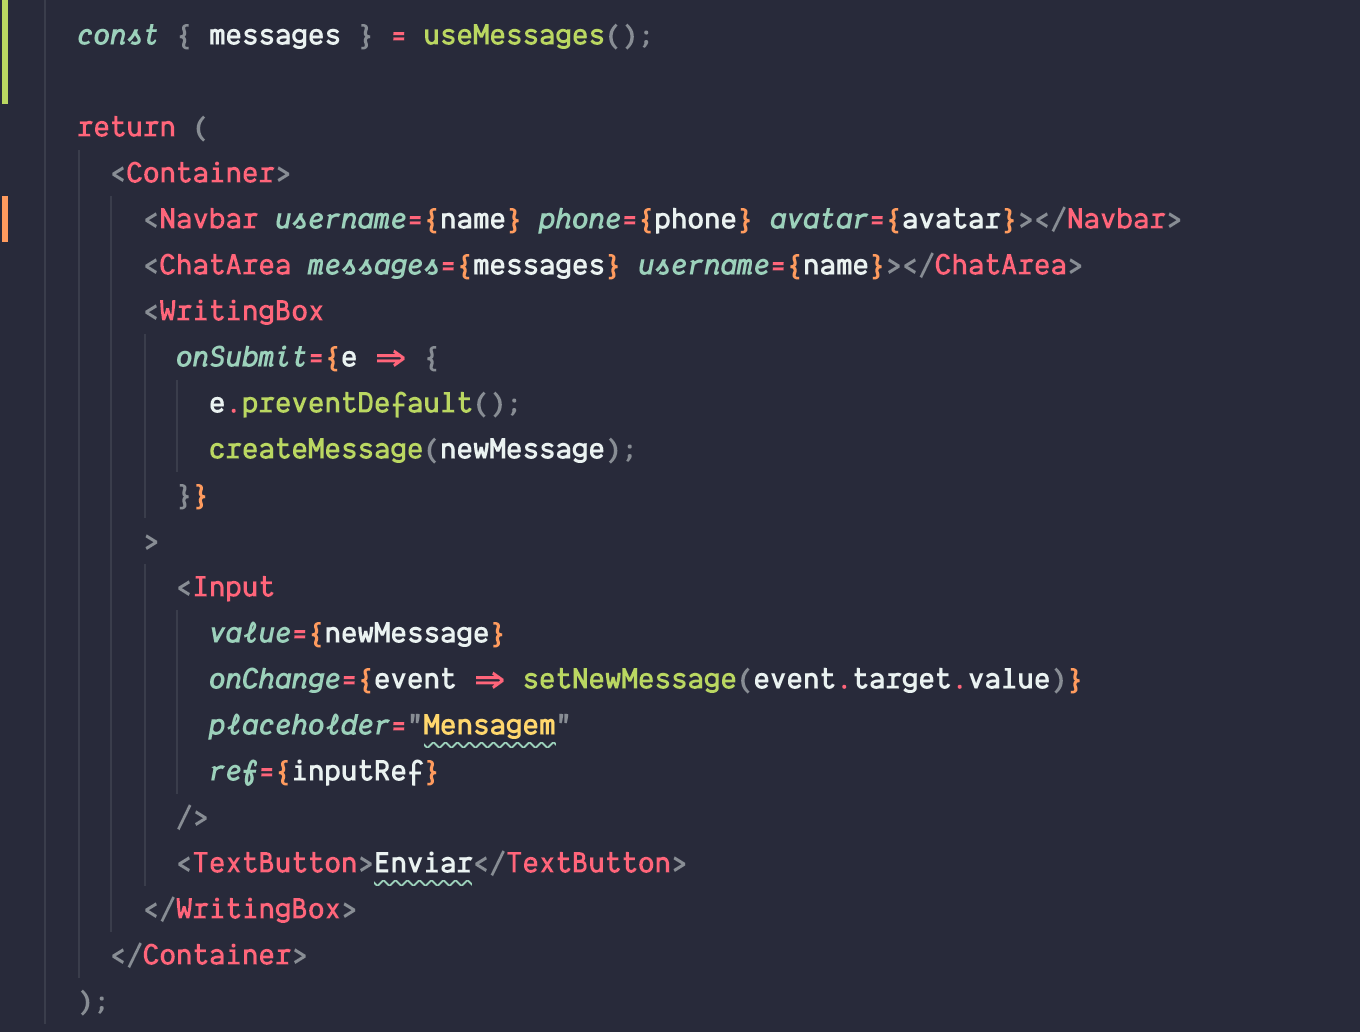 const { messages } = useMessages();
return (
<Container>
<Navbar username={name} phone={phone} avatar={avatar}></Navbar>
<ChatArea messages={messages} username={name}></ChatArea>
<WritingBox
onSubmit={e => {
e.preventDefault();
createMessage(newMessage);
}}
>
<Input
value={newMessage}
onChange={event => setNewMessage(event.target.value)}
placeholder="Mensagem"
ref={inputRef}
/>
<TextButton>Enviar</TextButton>
</WritingBox>
</Container>
);